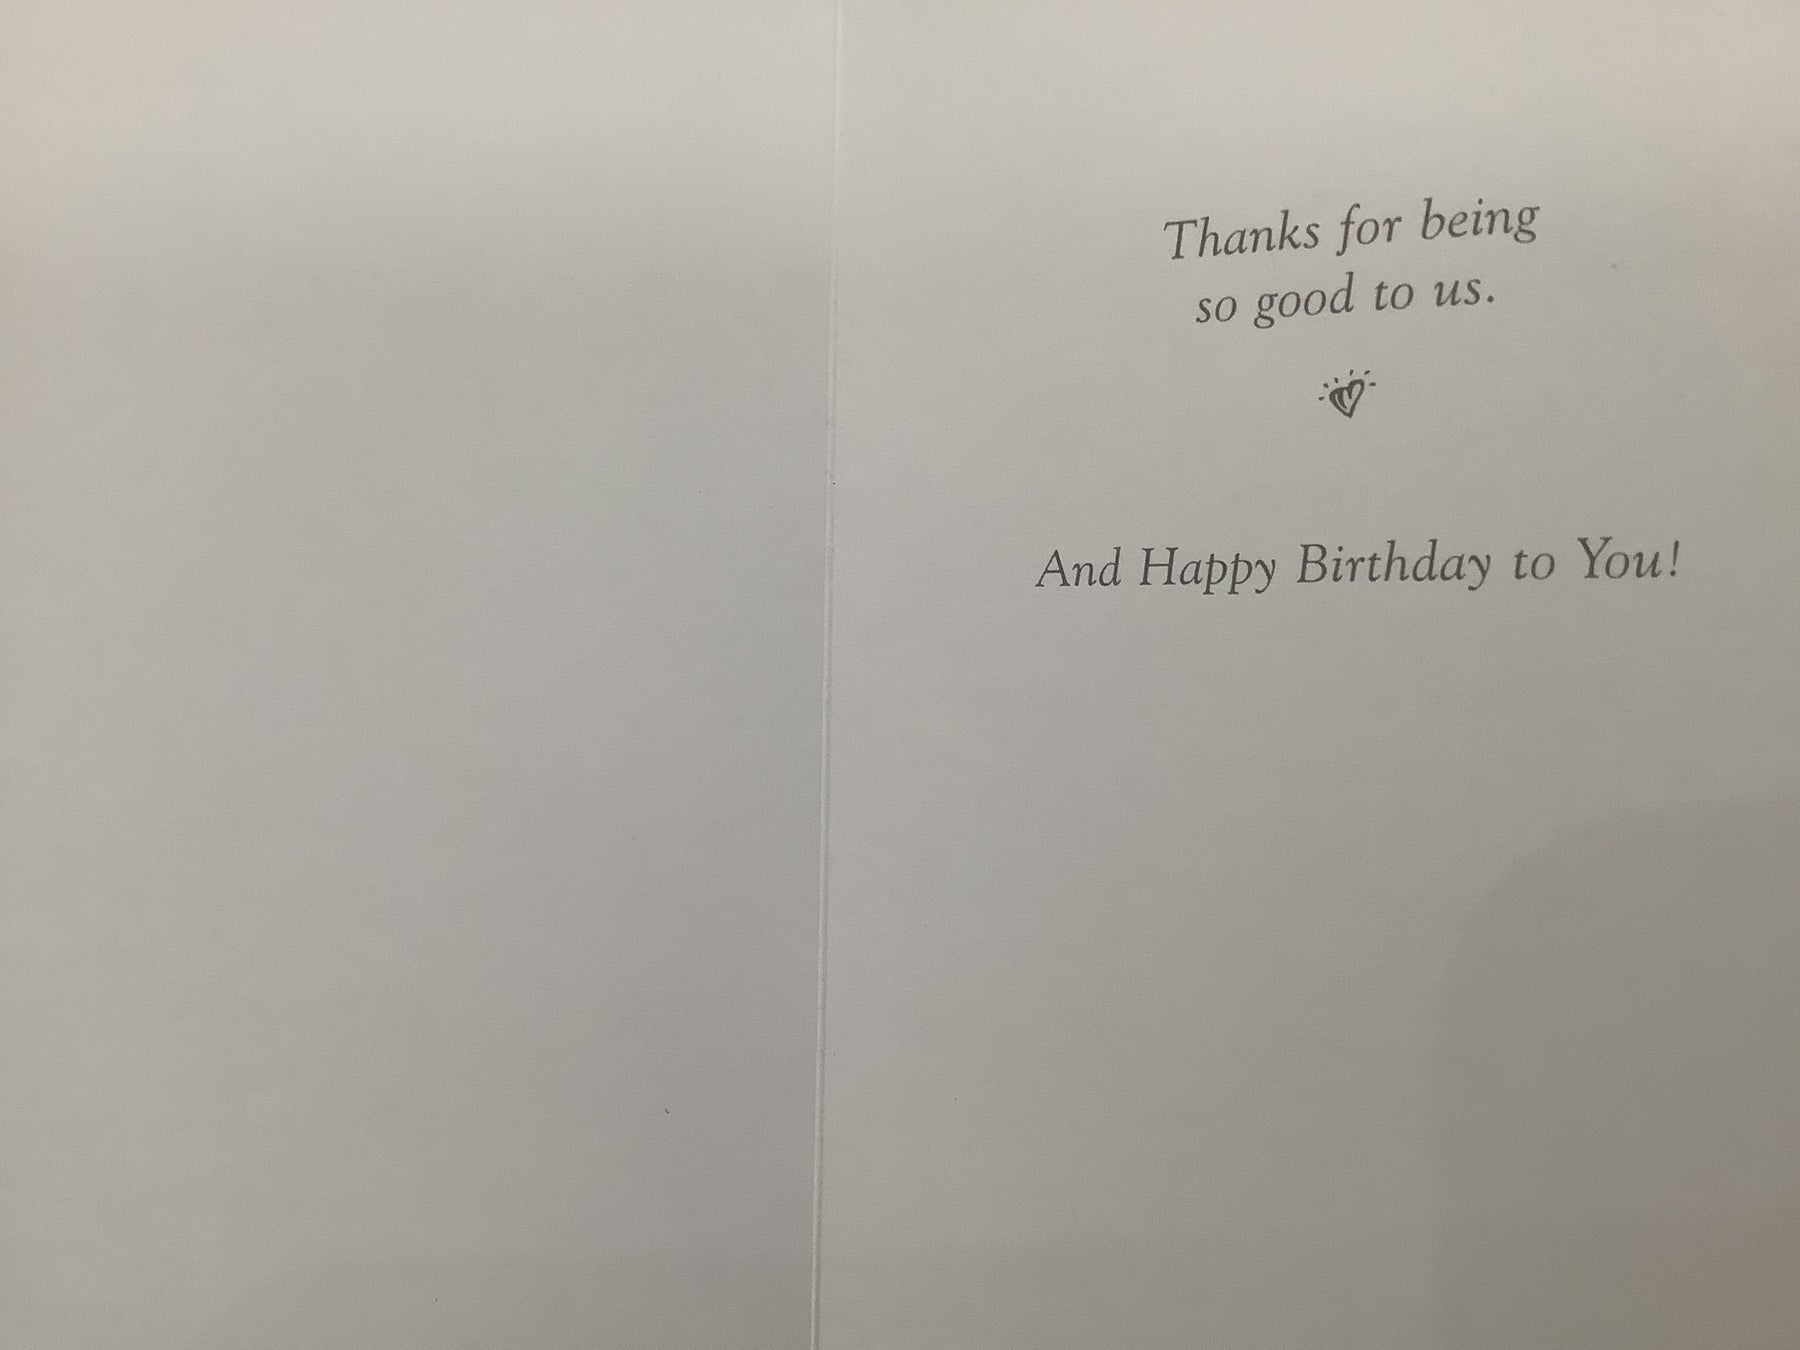 Thanks for being
so good to us.
And Happy Birthday to You!